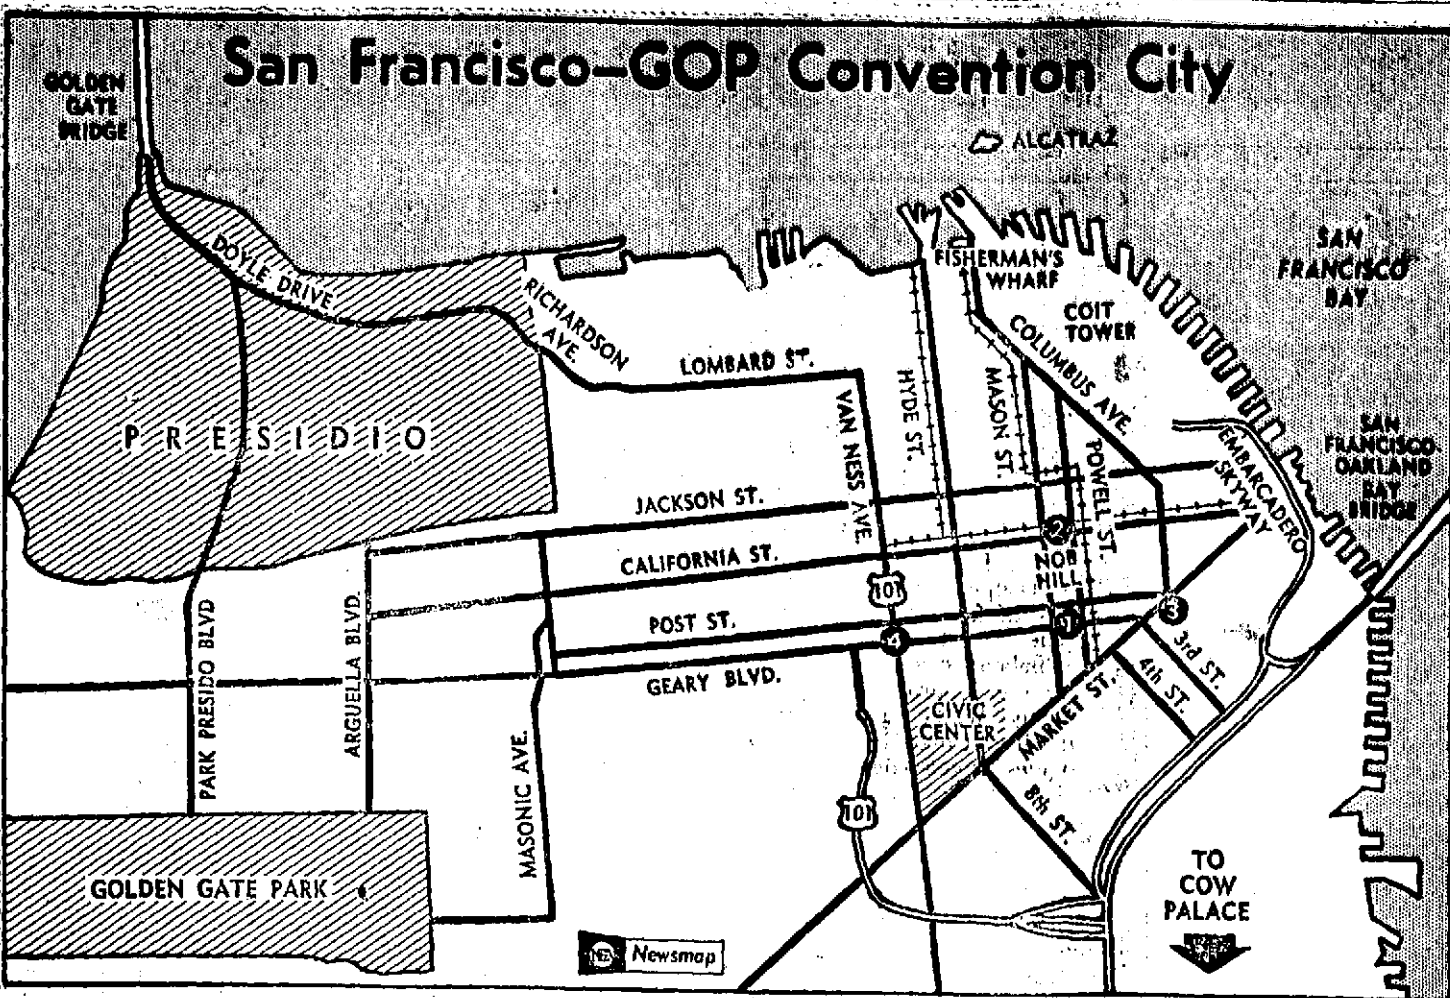 San Francisco—GOP Convention City
GOLDEN
GATE
BRIDGE
ALCATRAZ
SAN
FRANCISCO
BAY
FISHERMAN'S
WHARF
COIT
TOWER
DOYLE DRIVE
RICHARDSON
AVE.
LOMBARD ST.
COLUMBUS AVE.
HYDE ST.
MASON ST.
VAN NESS AVE.
POWELL ST.
EMBARCADERO
SKYWAY
SAN
FRANCISCO-
OAKLAND
BAY
BRIDGE
PRESIDIO
JACKSON ST.
CALIFORNIA ST.
2
NOB
HILL
101
POST ST.
1
3
4
GEARY BLVD.
3rd ST.
4th ST.
PARK PRESIDO BLVD
ARGUELLA BLVD.
MASONIC AVE.
CIVIC
CENTER
MARKET ST.
8th ST.
101
GOLDEN GATE PARK
TO
COW
PALACE
NEA Newsmap